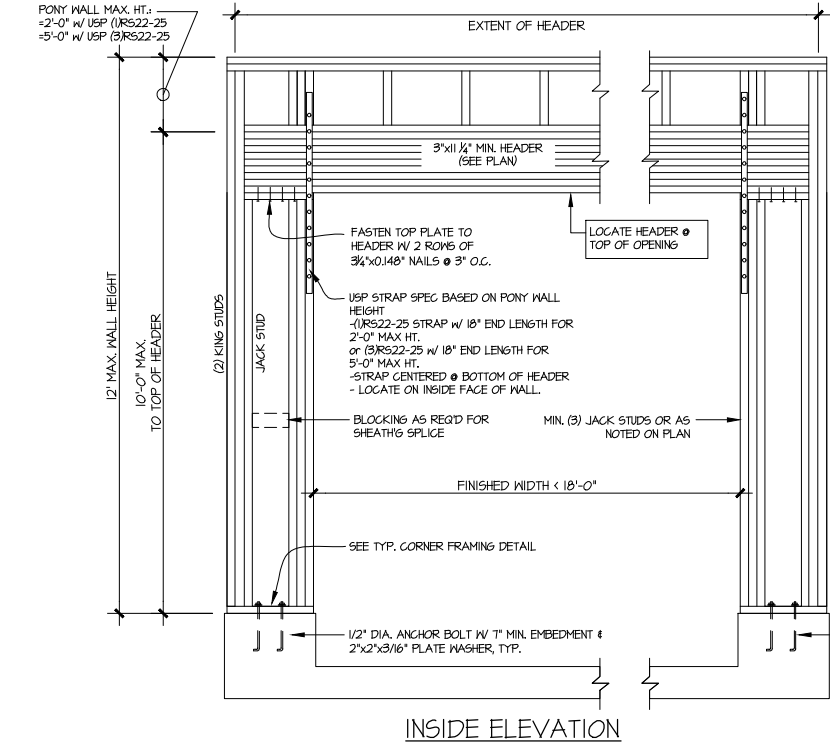 PONY WALL MAX. HT.:
=2'-0" w/ USP (1)RS22-25
=5'-0" w/ USP (3)RS22-25
EXTENT OF HEADER
3"x11 1/4" MIN. HEADER
(SEE PLAN)
FASTEN TOP PLATE TO
HEADER W/ 2 ROWS OF
3 1/4"x0.148" NAILS @ 3" O.C.
LOCATE HEADER @
TOP OF OPENING
USP STRAP SPEC BASED ON PONY WALL
HEIGHT
-(1)RS22-25 STRAP w/ 18" END LENGTH FOR
2'-0" MAX HT.
or (3)RS22-25 w/ 18" END LENGTH FOR
5'-0" MAX HT.
-STRAP CENTERED @ BOTTOM OF HEADER
- LOCATE ON INSIDE FACE OF WALL.
12' MAX. WALL HEIGHT
10'-0" MAX.
TO TOP OF HEADER
(2) KING STUDS
JACK STUD
BLOCKING AS REQ'D FOR
SHEATH'G SPLICE
MIN. (3) JACK STUDS OR AS
NOTED ON PLAN
FINISHED WIDTH < 18'-0"
SEE TYP. CORNER FRAMING DETAIL
1/2" DIA. ANCHOR BOLT W/ 7" MIN. EMBEDMENT &
2"x2"x3/16" PLATE WASHER, TYP.
INSIDE ELEVATION